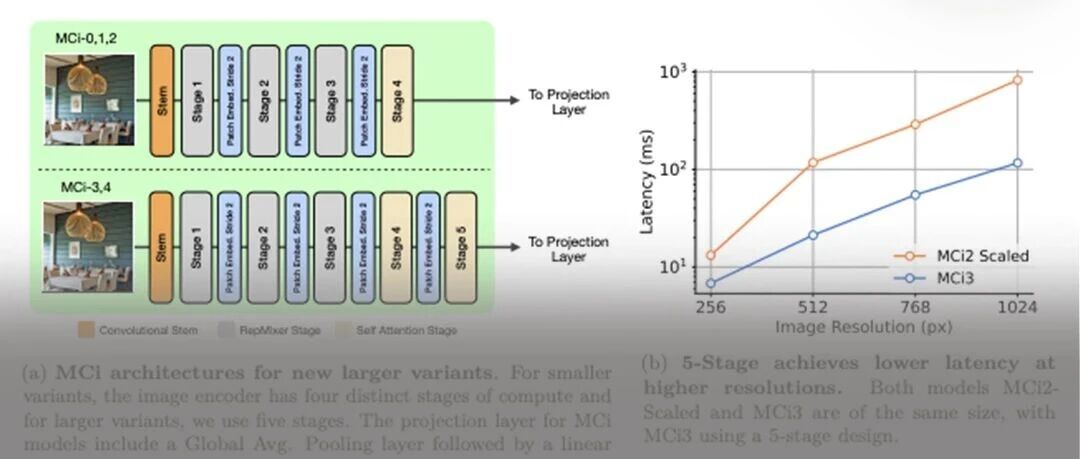 MCi-0,1,2
Stem
Stage 1
Patch Embed. Stride 2
Stage 2
Patch Embed. Stride 2
Stage 3
Patch Embed. Stride 2
Stage 4
To Projection
Layer
MCi-3,4
Stem
Stage 1
Patch Embed. Stride 2
Stage 2
Patch Embed. Stride 2
Stage 3
Patch Embed. Stride 2
Stage 4
Patch Embed. Stride 2
Stage 5
To Projection
Layer
Convolutional Stem
RepMixer Stage
Self Attention Stage
(a) MCi architectures for new larger variants. For smaller
variants, the image encoder has four distinct stages of compute and
for larger variants, we use five stages. The projection layer for MCi
models include a Global Avg. Pooling layer followed by a linear
Latency (ms)
10³
10²
10¹
MCi2 Scaled
MCi3
256 512 768 1024
Image Resolution (px)
(b) 5-Stage achieves lower latency at
higher resolutions. Both models MCi2-
Scaled and MCi3 are of the same size, with
MCi3 using a 5-stage design.